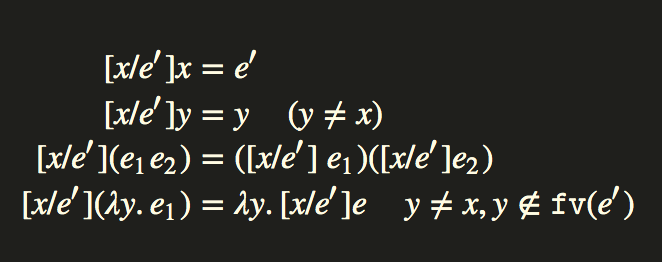 [x/e′]x = e′
[x/e′]y = y (y ≠ x)
[x/e′](e₁ e₂) = ([x/e′] e₁)([x/e′]e₂)
[x/e′](λy. e₁) = λy. [x/e′]e y ≠ x, y ∉ fv(e′)